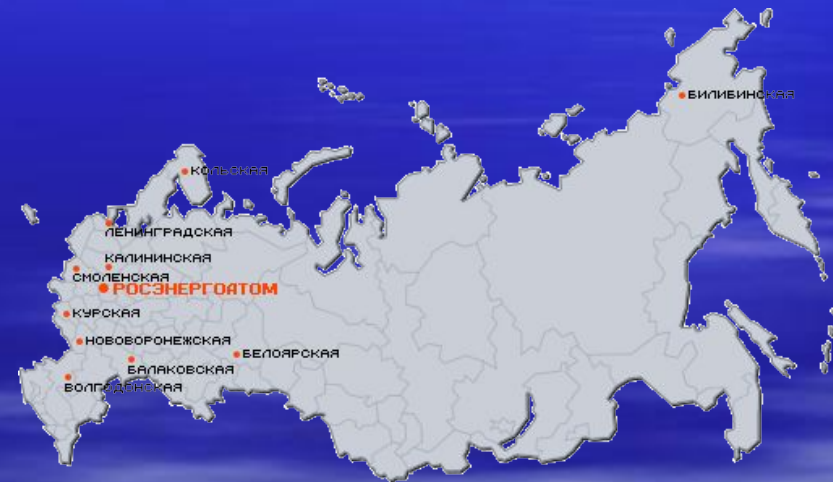 БИЛИБИНСКАЯ
КОЛЬСКАЯ
ЛЕНИНГРАДСКАЯ
КАЛИНИНСКАЯ
СМОЛЕНСКАЯ
РОСЭНЕРГОАТОМ
КУРСКАЯ
НОВОВОРОНЕЖСКАЯ
БЕЛОЯРСКАЯ
БАЛАКОВСКАЯ
ВОЛГОДОНСКАЯ